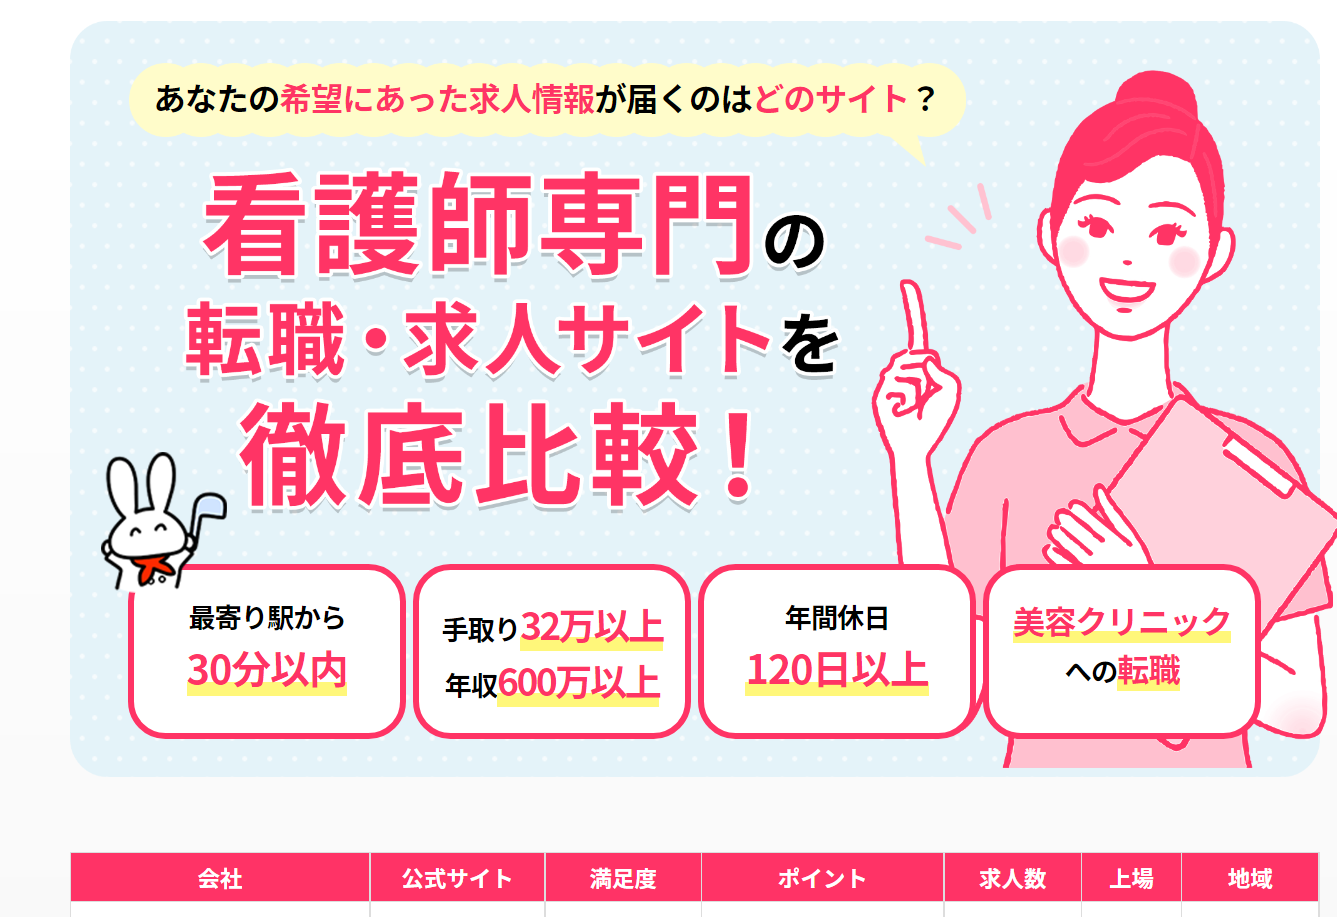 あなたの希望にあった求人情報が届くのはどのサイト？
看護師専門の
転職・求人サイトを
徹底比較！
最寄り駅から
30分以内
手取り32万以上
年収600万以上
年間休日
120日以上
美容クリニック
への転職
会社 公式サイト 満足度 ポイント 求人数 上場 地域